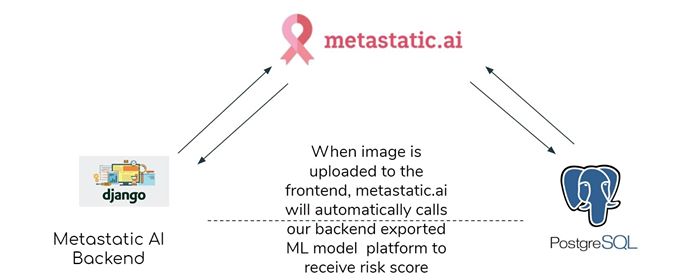 metastatic.ai
When image is
uploaded to the
frontend, metastatic.ai
will automatically calls
our backend exported
ML model platform to
receive risk score
django
Metastatic AI
Backend
PostgreSQL